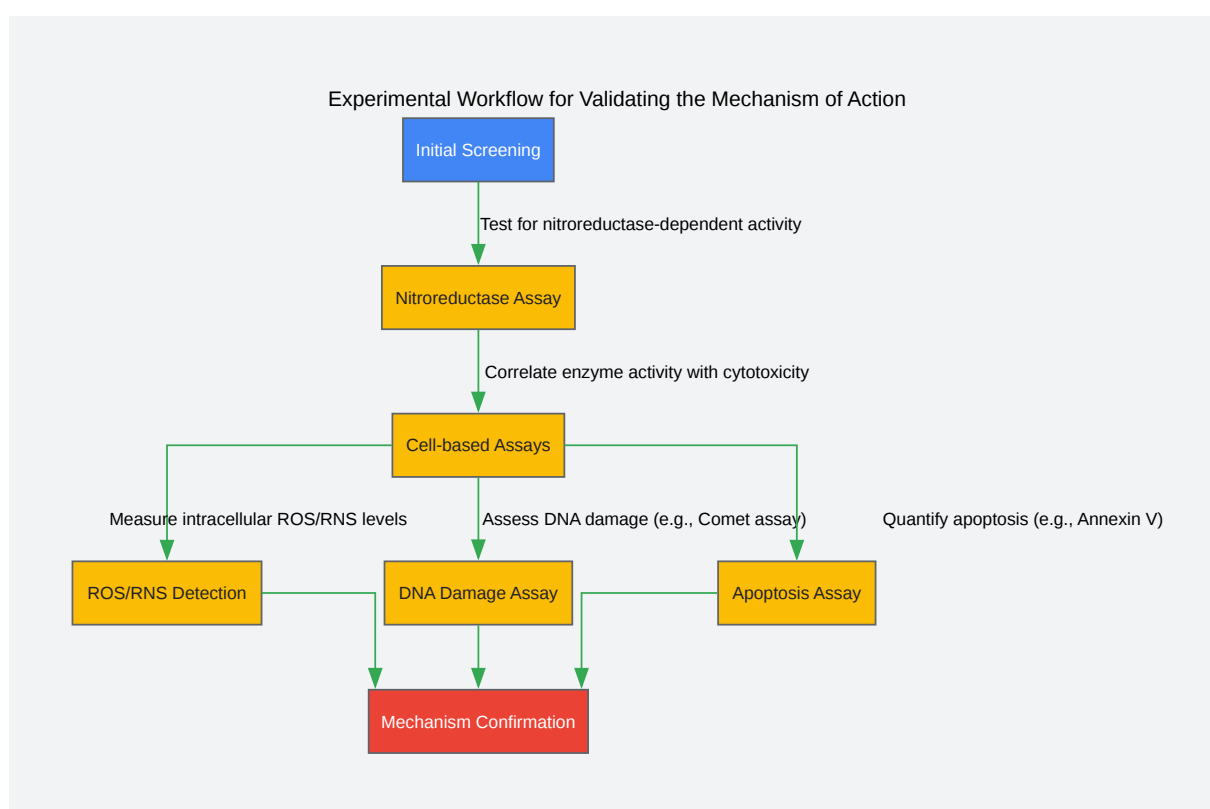 Experimental Workflow for Validating the Mechanism of Action
Initial Screening
Test for nitroreductase-dependent activity
Nitroreductase Assay
Correlate enzyme activity with cytotoxicity
Cell-based Assays
Measure intracellular ROS/RNS levels
Assess DNA damage (e.g., Comet assay)
Quantify apoptosis (e.g., Annexin V)
ROS/RNS Detection
DNA Damage Assay
Apoptosis Assay
Mechanism Confirmation